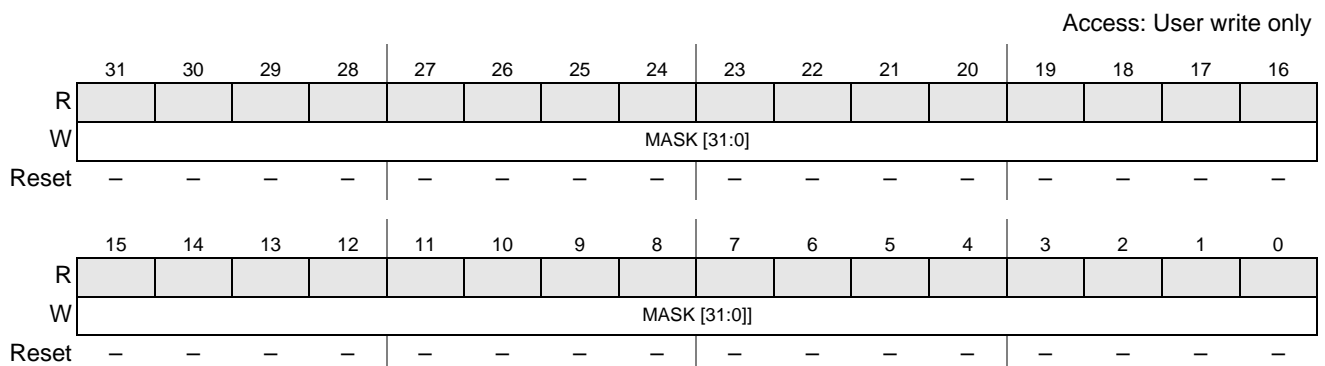 Access: User write only
31 30 29 28 27 26 25 24 23 22 21 20 19 18 17 16
R
W MASK [31:0]
Reset – – – – – – – – – – – – – – – –
15 14 13 12 11 10 9 8 7 6 5 4 3 2 1 0
R
W MASK [31:0]]
Reset – – – – – – – – – – – – – – – –